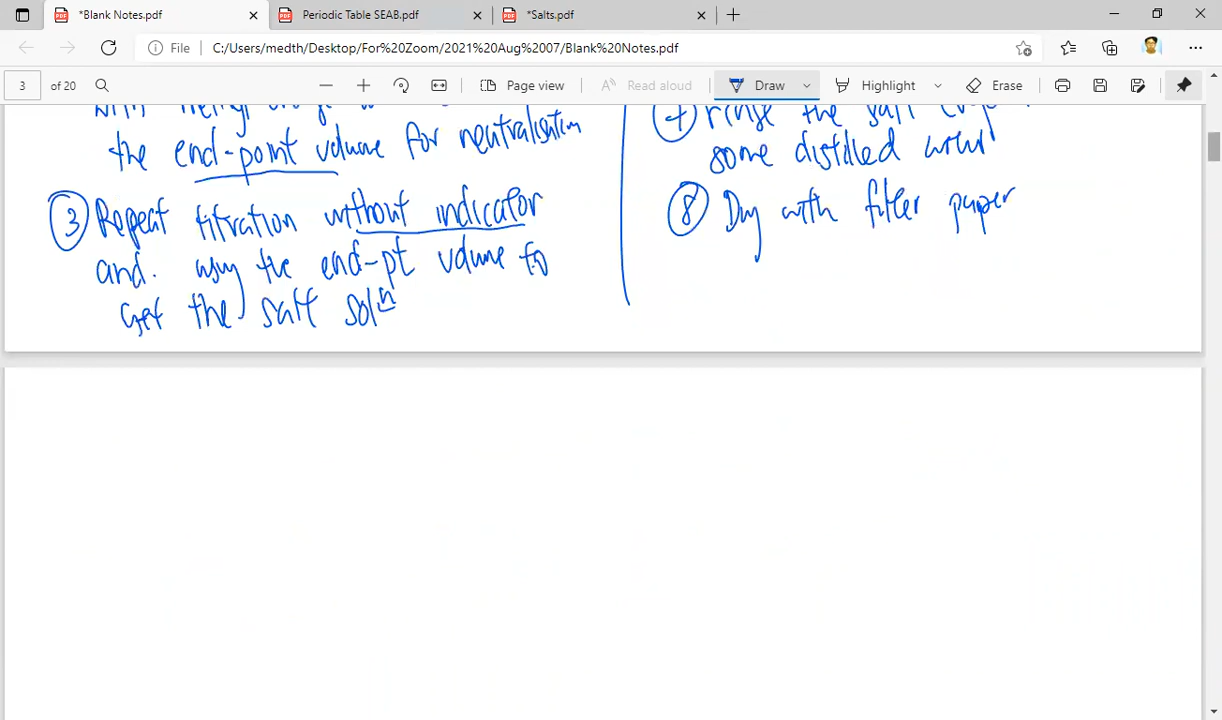 *Blank Notes.pdf
Periodic Table SEAB.pdf
*Salts.pdf
File
C:/Users/medth/Desktop/For%20Zoom/2021%20Aug%2007/Blank%20Notes.pdf
3 of 20
Page view
Read aloud
Draw
Highlight
Erase
the end-point volume for neutralisation
3 Repeat titration without indicator
and. using the end-pt volume to
get the salt solⁿ
rinse the salt
some distilled water
8 Dry with filter paper